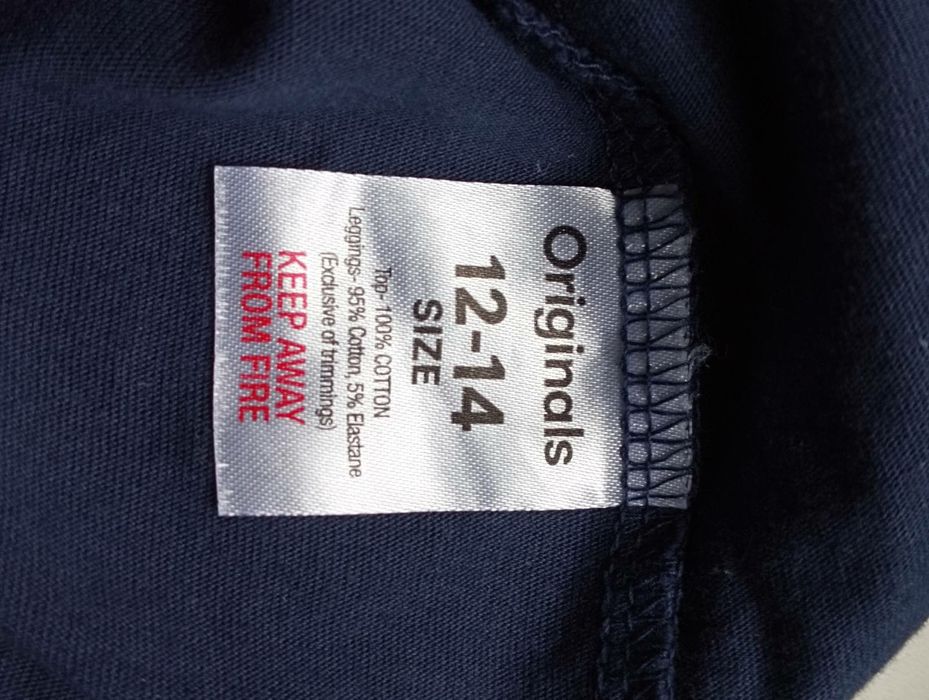 Originals
12-14
SIZE
Top-100% COTTON
Leggings- 95% Cotton, 5% Elastane
(Exclusive of trimmings)
KEEP AWAY
FROM FIRE